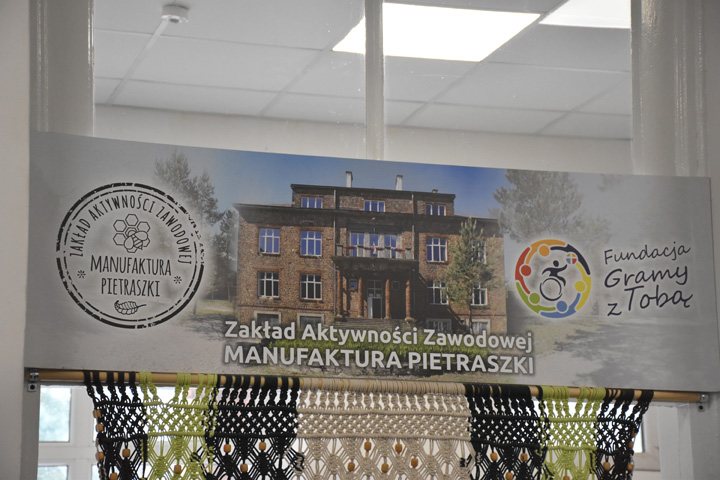 ZAKŁAD AKTYWNOŚCI ZAWODOWEJ
MANUFAKTURA
PIETRASZKI
Zakład Aktywności Zawodowej
MANUFAKTURA PIETRASZKI
Fundacja
Gramy
z Tobą